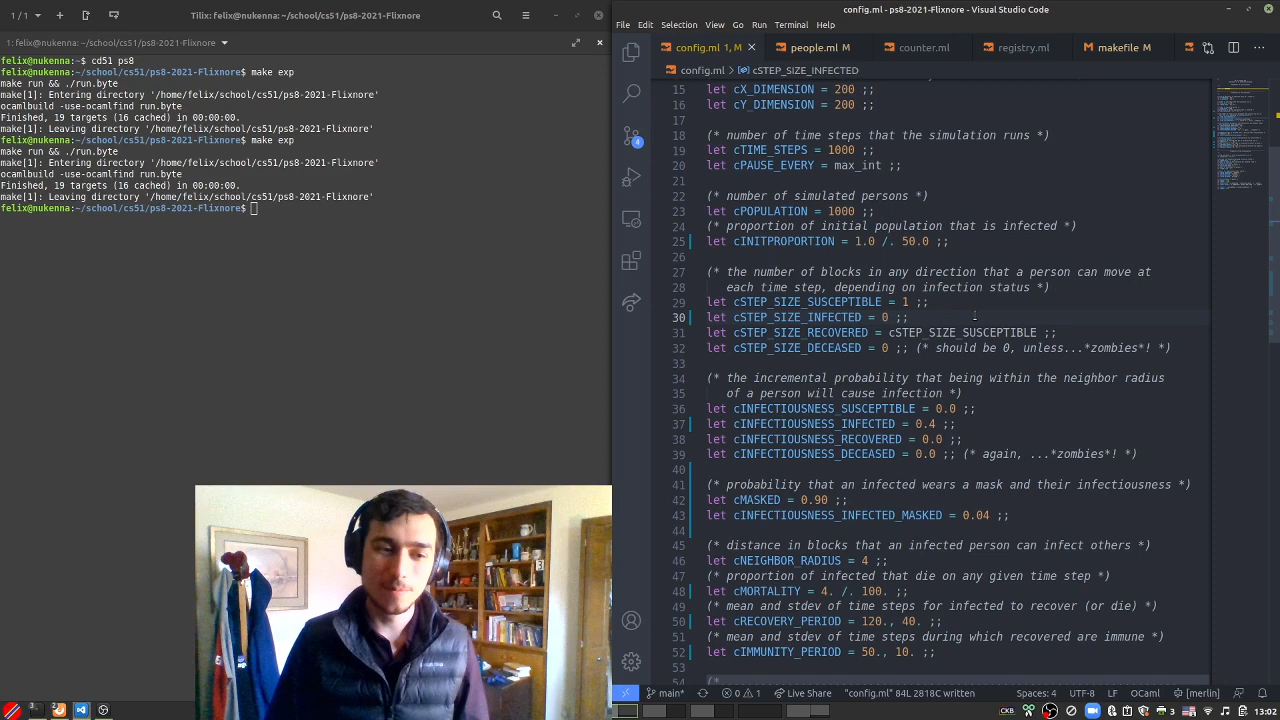 1 / 1
Tilix: felix@nukenna:~/school/cs51/ps8-2021-Flixnore
1: felix@nukenna:~/school/cs51/ps8-2021-Flixnore
felix@nukenna:~$ cd51 ps8
felix@nukenna:~/school/cs51/ps8-2021-Flixnore$ make exp
make run && ./run.byte
make[1]: Entering directory '/home/felix/school/cs51/ps8-2021-Flixnore'
ocamlbuild -use-ocamlfind run.byte
Finished, 19 targets (16 cached) in 00:00:00.
make[1]: Leaving directory '/home/felix/school/cs51/ps8-2021-Flixnore'
felix@nukenna:~/school/cs51/ps8-2021-Flixnore$ make exp
make run && ./run.byte
make[1]: Entering directory '/home/felix/school/cs51/ps8-2021-Flixnore'
ocamlbuild -use-ocamlfind run.byte
Finished, 19 targets (16 cached) in 00:00:00.
make[1]: Leaving directory '/home/felix/school/cs51/ps8-2021-Flixnore'
felix@nukenna:~/school/cs51/ps8-2021-Flixnore$
config.ml - ps8-2021-Flixnore - Visual Studio Code
File Edit Selection View Go Run Terminal Help
config.ml 1, M people.ml M counter.ml registry.ml makefile M
config.ml cSTEP_SIZE_INFECTED
15 let cX_DIMENSION = 200 ;;
16 let cY_DIMENSION = 200 ;;
17
18 (* number of time steps that the simulation runs *)
19 let cTIME_STEPS = 1000 ;;
20 let cPAUSE_EVERY = max_int ;;
21
22 (* number of simulated persons *)
23 let cPOPULATION = 1000 ;;
24 (* proportion of initial population that is infected *)
25 let cINITPROPORTION = 1.0 /. 50.0 ;;
26
27 (* the number of blocks in any direction that a person can move at
28 each time step, depending on infection status *)
29 let cSTEP_SIZE_SUSCEPTIBLE = 1 ;;
30 let cSTEP_SIZE_INFECTED = 0 ;;
31 let cSTEP_SIZE_RECOVERED = cSTEP_SIZE_SUSCEPTIBLE ;;
32 let cSTEP_SIZE_DECEASED = 0 ;; (* should be 0, unless...*zombies*! *)
33
34 (* the incremental probability that being within the neighbor radius
35 of a person will cause infection *)
36 let cINFECTIOUSNESS_SUSCEPTIBLE = 0.0 ;;
37 let cINFECTIOUSNESS_INFECTED = 0.4 ;;
38 let cINFECTIOUSNESS_RECOVERED = 0.0 ;;
39 let cINFECTIOUSNESS_DECEASED = 0.0 ;; (* again, ...*zombies*! *)
40
41 (* probability that an infected wears a mask and their infectiousness *)
42 let cMASKED = 0.90 ;;
43 let cINFECTIOUSNESS_INFECTED_MASKED = 0.04 ;;
44
45 (* distance in blocks that an infected person can infect others *)
46 let cNEIGHBOR_RADIUS = 4 ;;
47 (* proportion of infected that die on any given time step *)
48 let cMORTALITY = 4. /. 100. ;;
49 (* mean and stdev of time steps for infected to recover (or die) *)
50 let cRECOVERY_PERIOD = 120., 40. ;;
51 (* mean and stdev of time steps during which recovered are immune *)
52 let cIMMUNITY_PERIOD = 50., 10. ;;
53
54 (*
4
main* 0 1 Live Share "config.ml" 84L 2818C written Spaces: 4 UTF-8 LF OCaml [merlin]
CKB 3 13:02